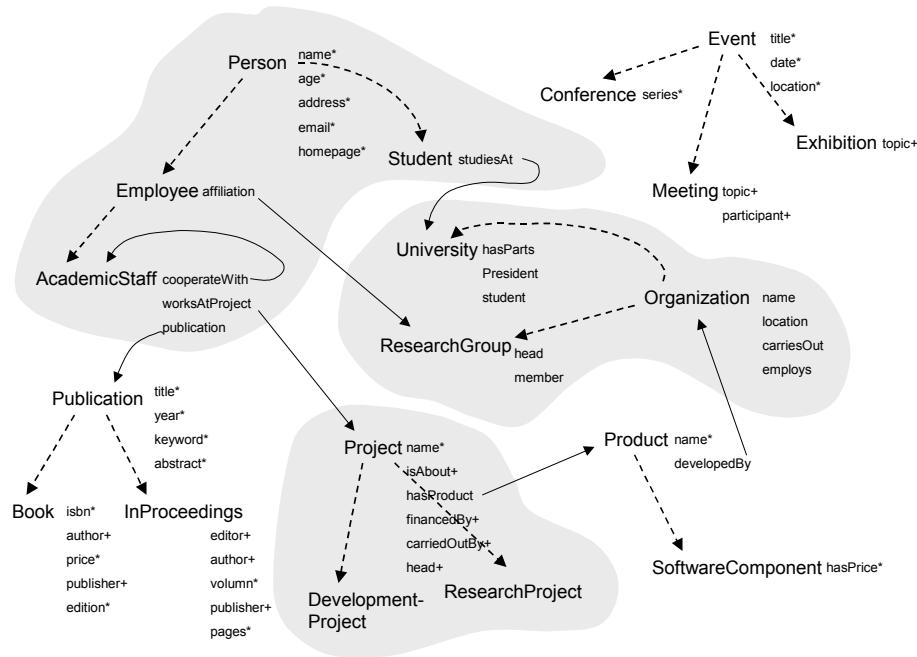 Person name*
age*
address*
email*
homepage*
Event title*
date*
location*
Conference series*
Exhibition topic+
Meeting topic+
participant+
Student studiesAt
Employee affiliation
AcademicStaff cooperateWith
worksAtProject
publication
University hasParts
President
student
Organization name
location
carriesOut
employs
ResearchGroup head
member
Publication title*
year*
keyword*
abstract*
Project name*
isAbout+
hasProduct
financedBy+
carriedOutBy+
head+
Product name*
developedBy
Book isbn*
author+
price*
publisher+
edition*
InProceedings
editor+
author+
volumn*
publisher+
pages*
Development-
Project
ResearchProject
SoftwareComponent hasPrice*